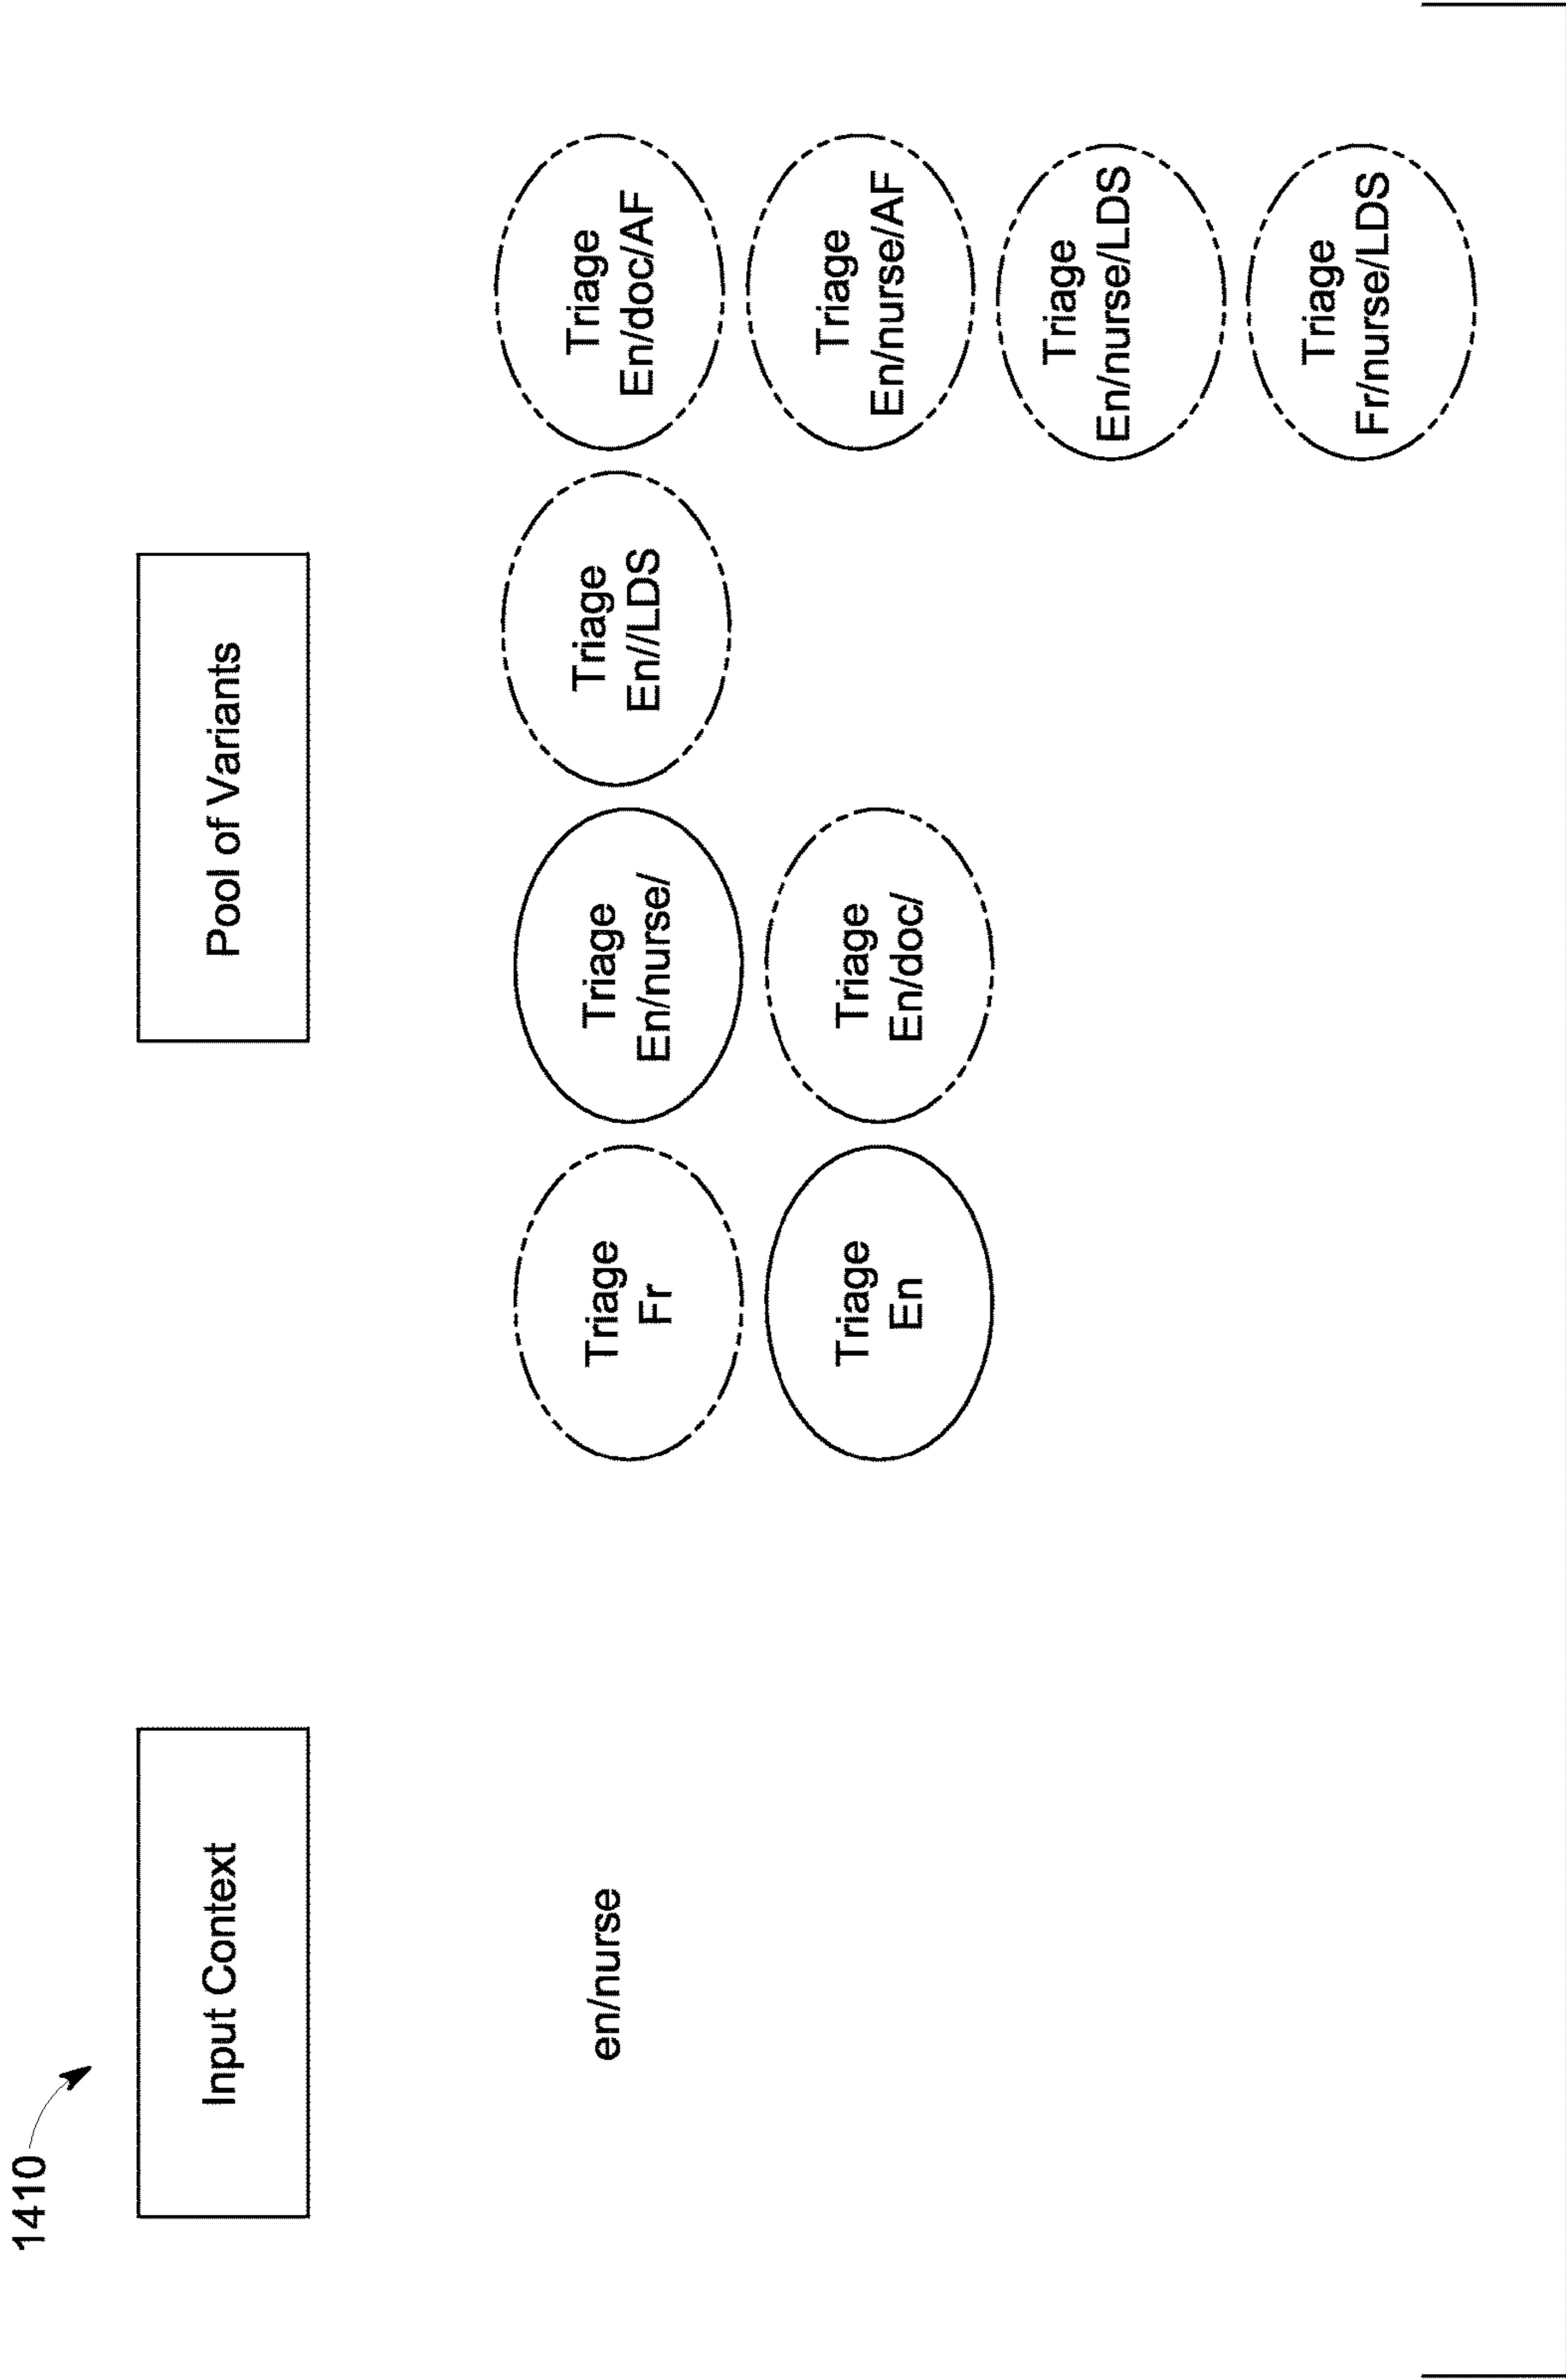 1410
Input Context
Pool of Variants
en/nurse
Triage
Fr
Triage
En/nurse/
Triage
En//LDS
Triage
En/doc/AF
Triage
En
Triage
En/doc/
Triage
En/nurse/AF
Triage
En/nurse/LDS
Triage
Fr/nurse/LDS